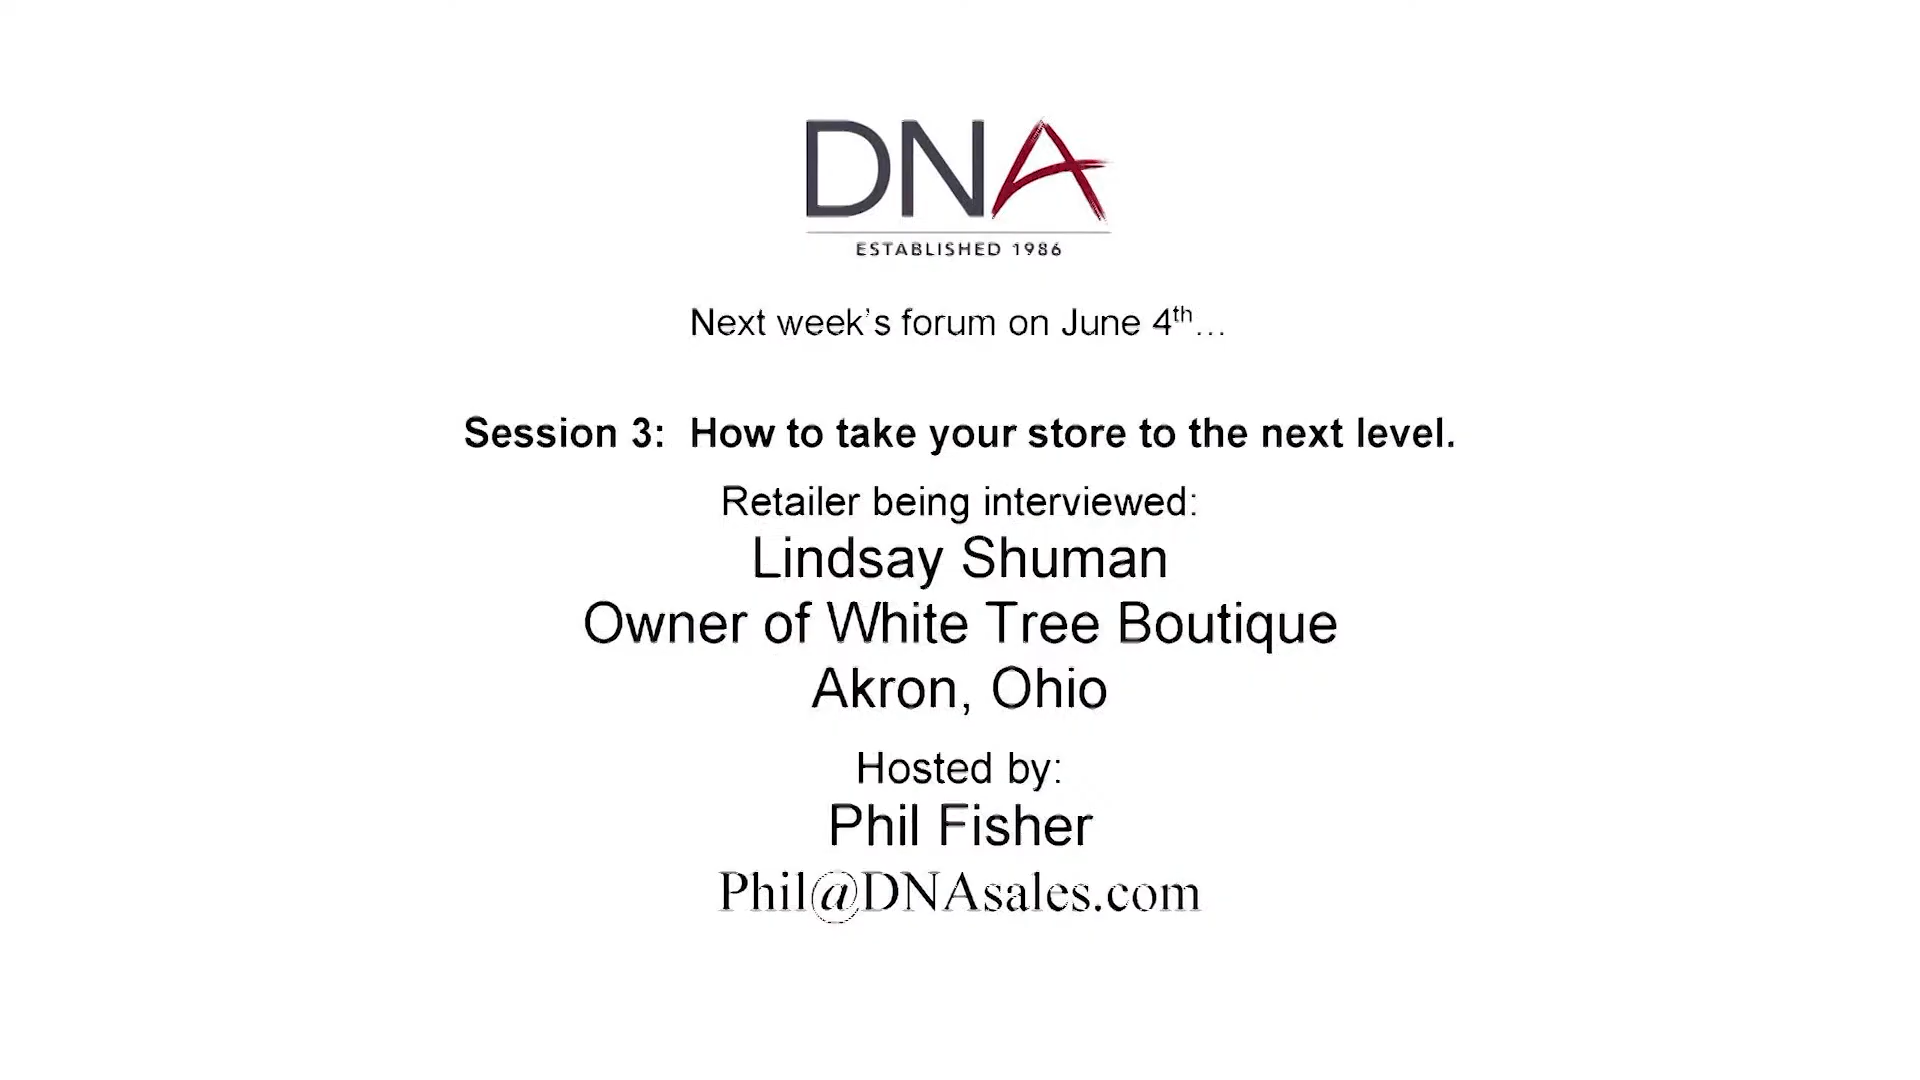 DNA
ESTABLISHED 1986
Next week's forum on June 4th…
Session 3:  How to take your store to the next level.
Retailer being interviewed:
Lindsay Shuman
Owner of White Tree Boutique
Akron, Ohio
Hosted by:
Phil Fisher
Phil@DNAsales.com